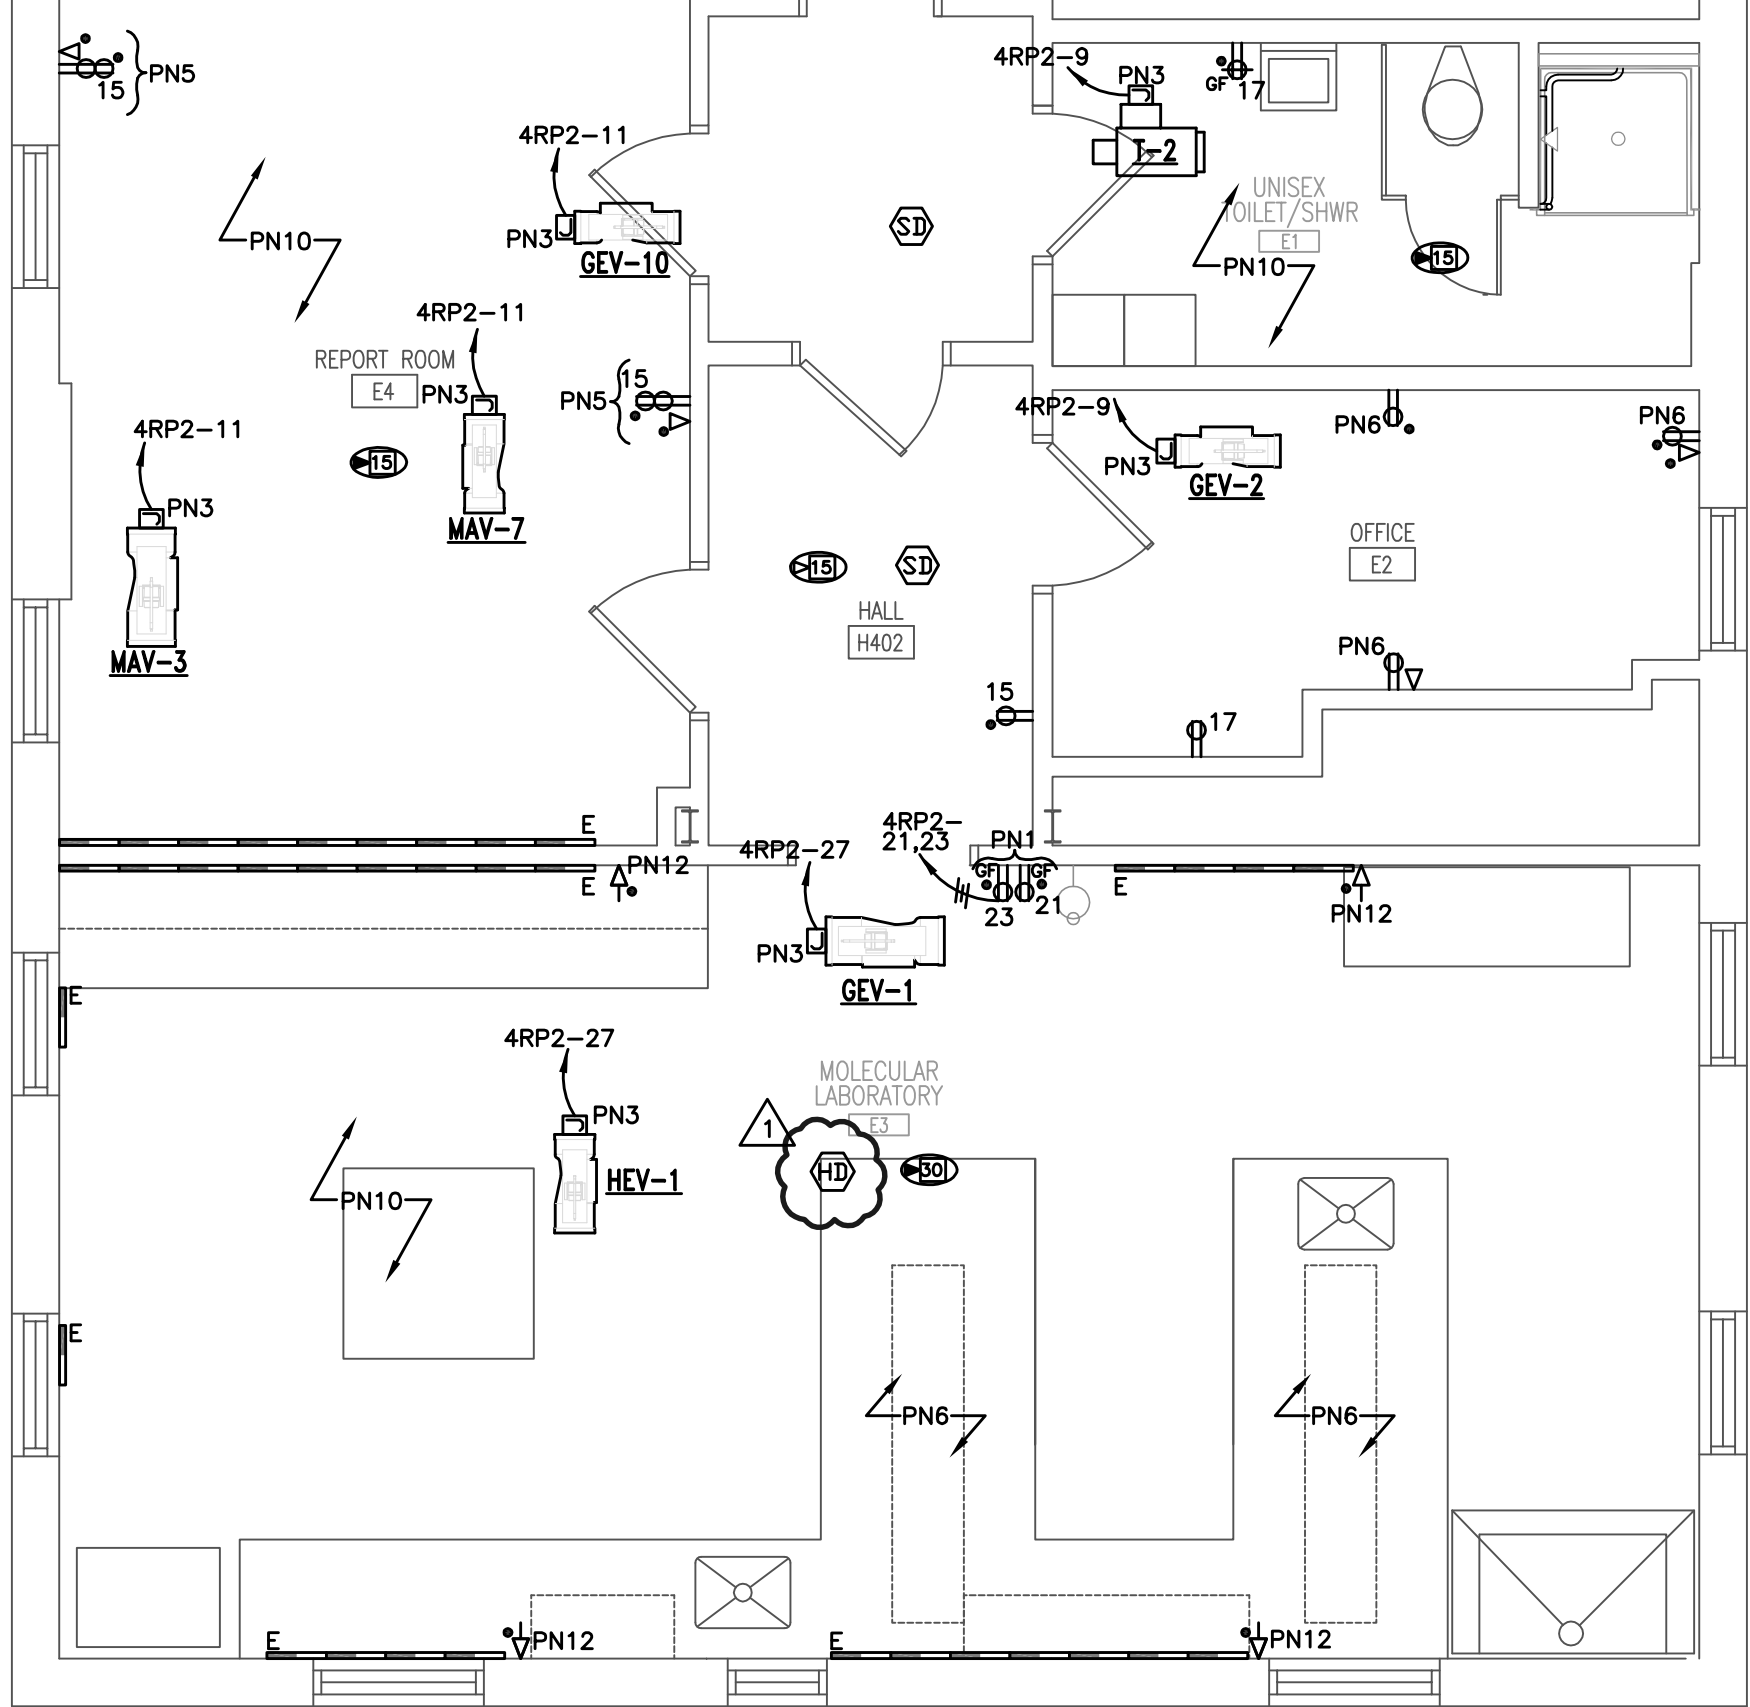 PN5
15
4RP2-9
PN3
GF
17
T-2
4RP2-11
PN3
GEV-10
SD
UNISEX
TOILET/SHWR
E1
PN10
PN10
15
4RP2-11
REPORT ROOM
E4
PN3
MAV-7
15
PN5
4RP2-9
PN3
GEV-2
PN6
PN6
4RP2-11
15
PN3
MAV-3
15
SD
OFFICE
E2
HALL
H402
PN6
15
17
E
E
PN12
4RP2-27
4RP2-
21,23
PN1
GF
GF
23
21
E
PN12
PN3
GEV-1
E
4RP2-27
PN3
HEV-1
MOLECULAR
LABORATORY
E3
1
HD
30
PN10
E
PN6
PN6
E
PN12
E
PN12